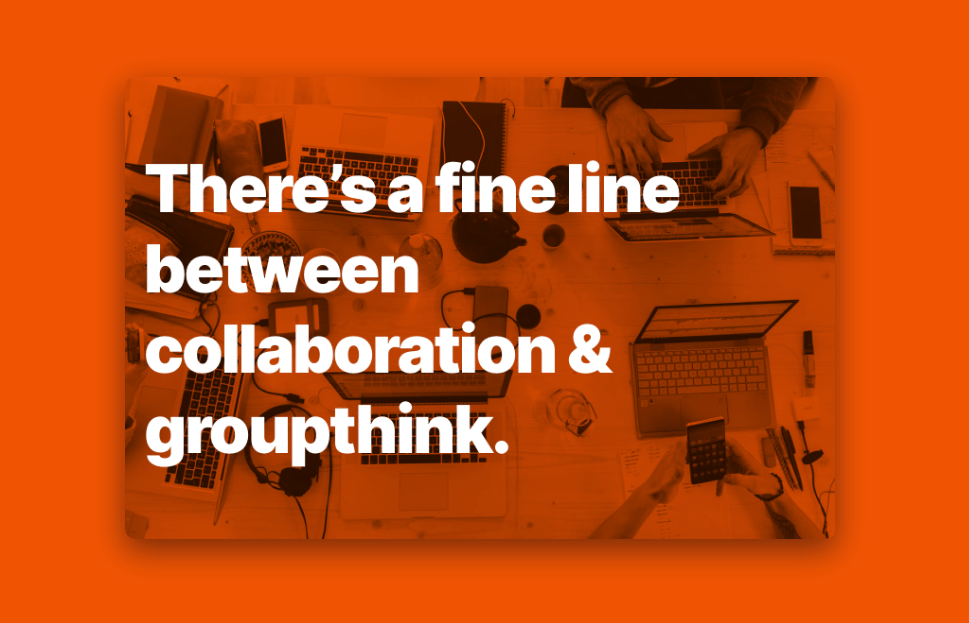 There’s a fine line
between
collaboration &
groupthink.